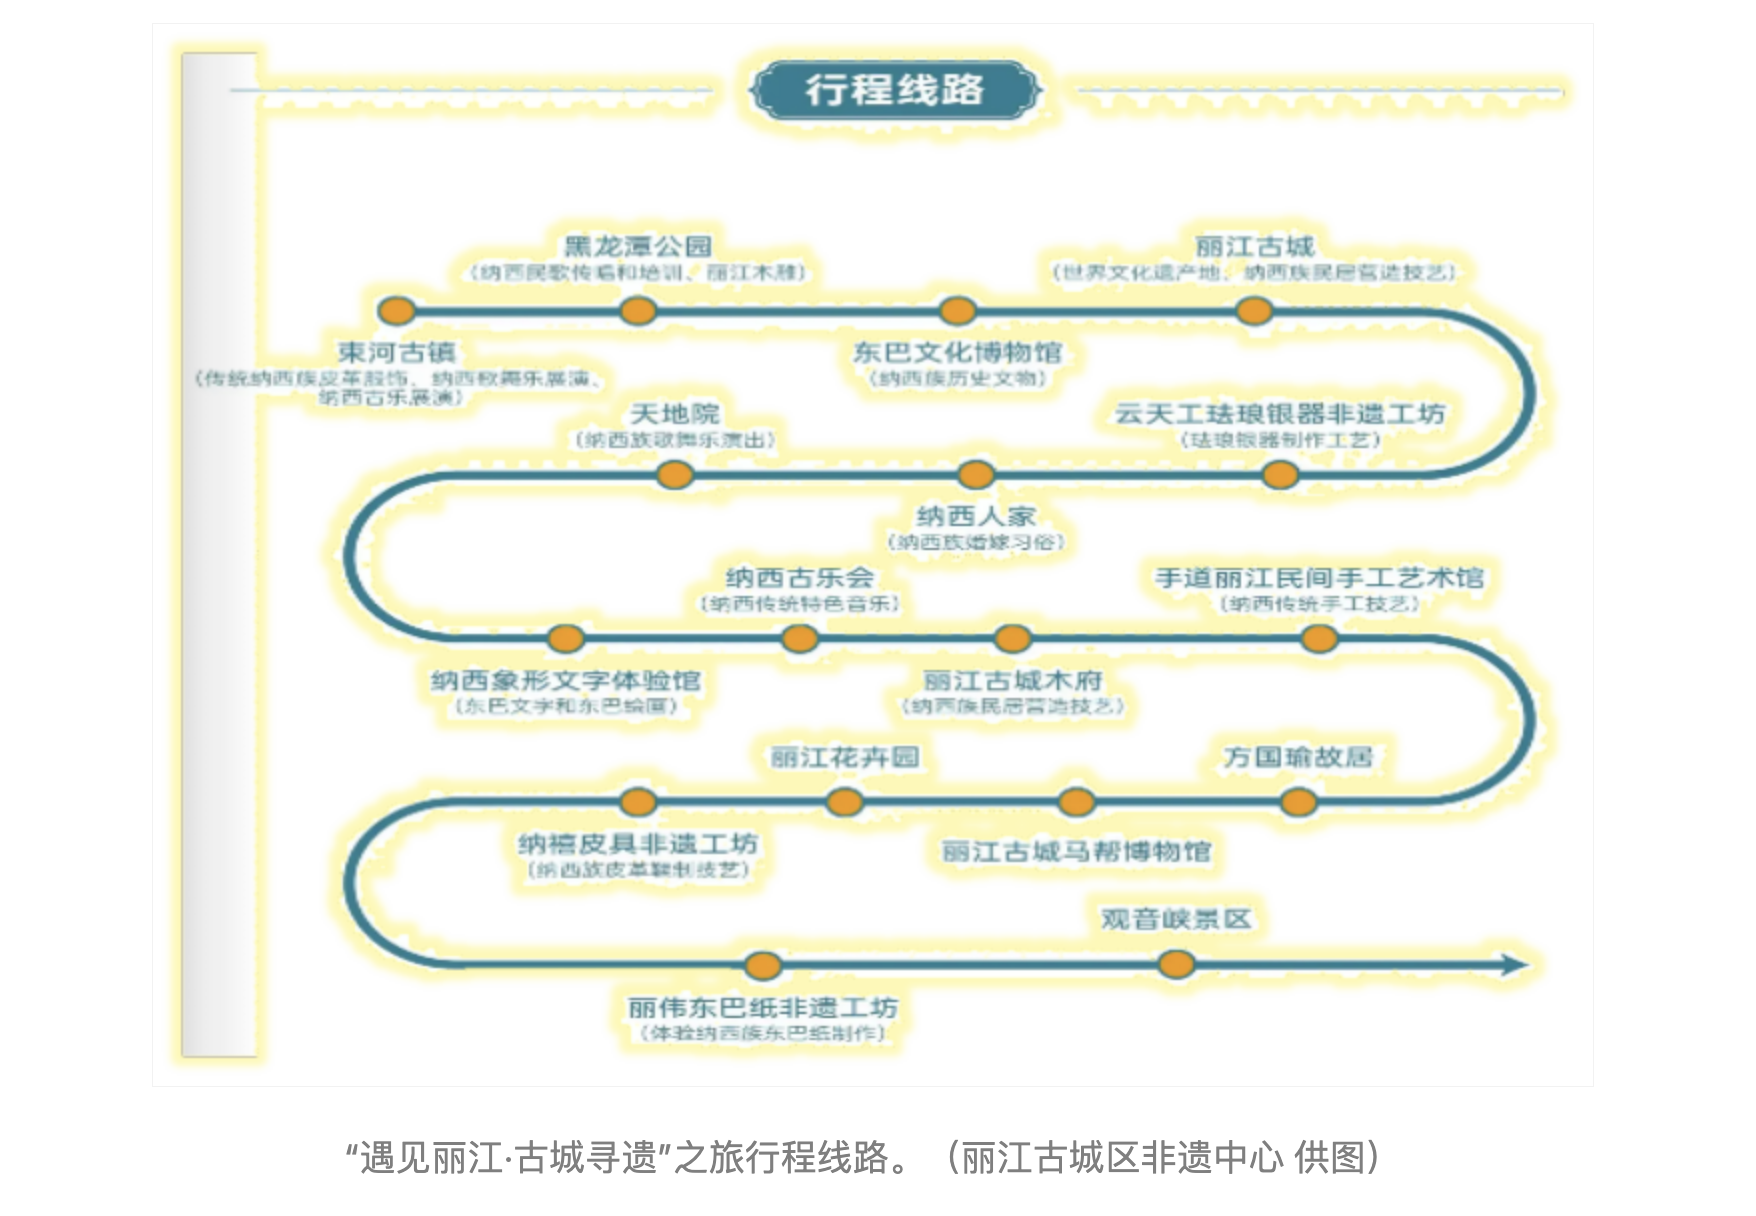 行程线路
黑龙潭公园
（纳西民歌传唱和培训、丽江木雕）
丽江古城
（世界文化遗产地、纳西族民居营造技艺）
束河古镇
（传统纳西族皮革服饰、纳西歌舞乐展演、
纳西古乐展演）
东巴文化博物馆
（纳西族历史文物）
天地院
（纳西族歌舞乐演出）
云天工珐琅银器非遗工坊
（珐琅银器制作工艺）
纳西人家
（纳西族婚嫁习俗）
纳西古乐会
（纳西传统特色音乐）
手道丽江民间手工艺术馆
（纳西传统手工技艺）
纳西象形文字体验馆
（东巴文字和东巴绘画）
丽江古城木府
（纳西族民居营造技艺）
丽江花卉园
方国瑜故居
纳禧皮具非遗工坊
（纳西族皮革鞣制技艺）
丽江古城马帮博物馆
观音峡景区
丽伟东巴纸非遗工坊
（体验纳西族东巴纸制作）
“遇见丽江·古城寻遗”之旅行程线路。（丽江古城区非遗中心 供图）